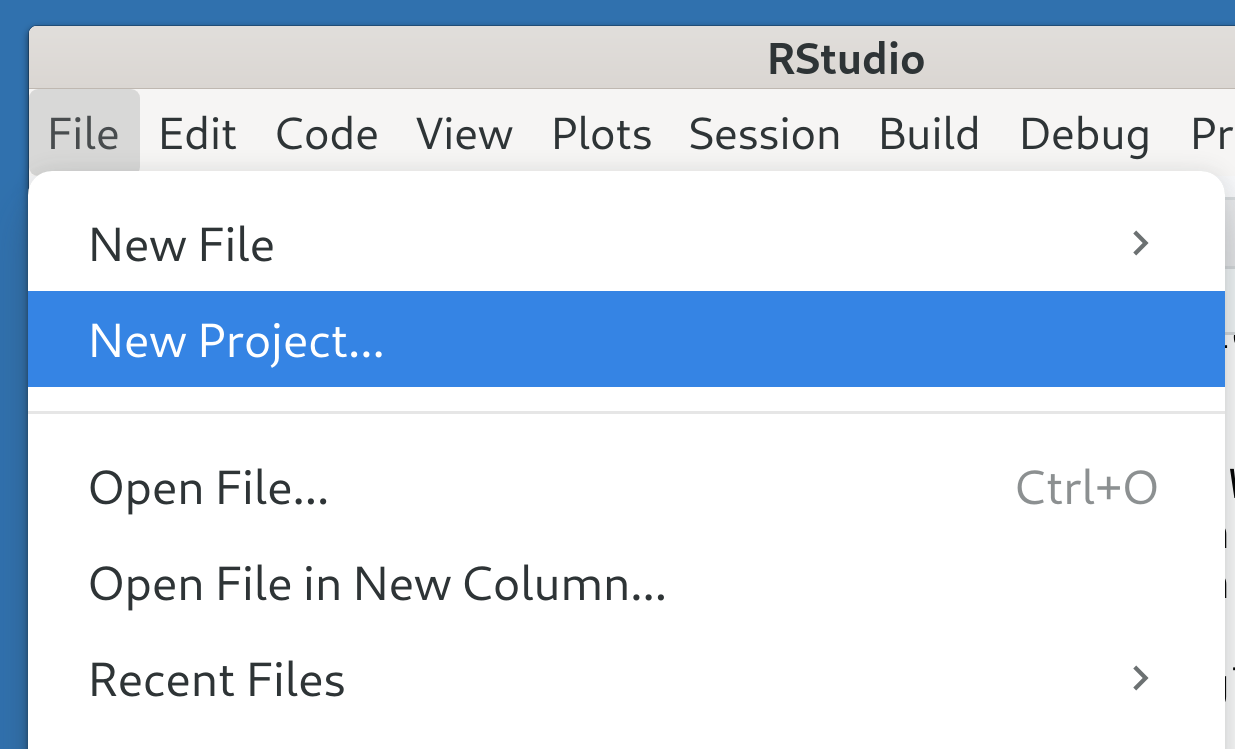 RStudio
File Edit Code View Plots Session Build Debug
New File
New Project...
Open File... Ctrl+O
Open File in New Column...
Recent Files